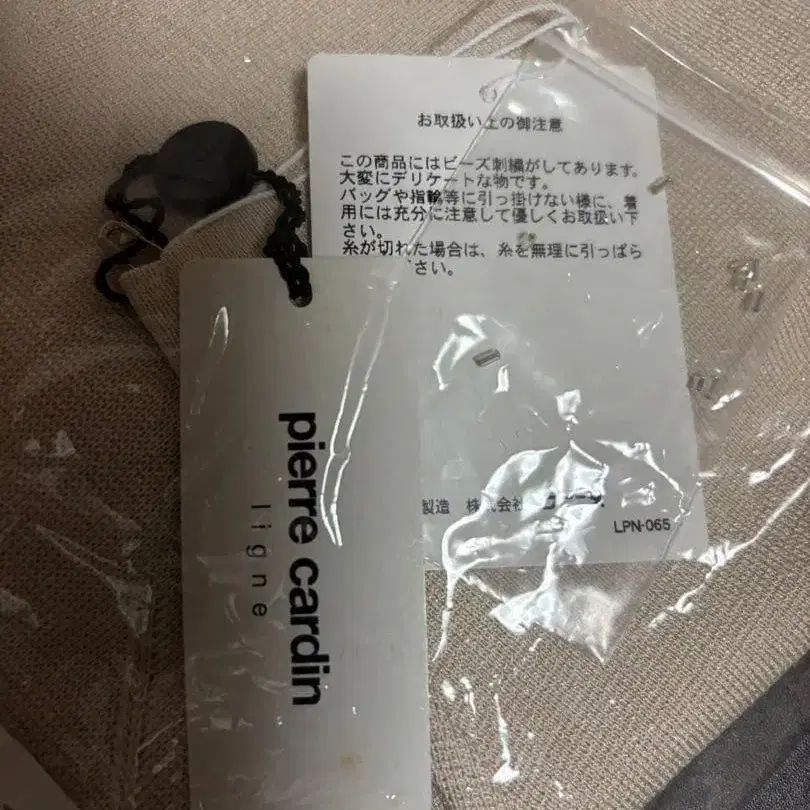 お取扱い上の御注意
この商品にはビーズ刺繍がしてあります。
大変にデリケートな物です。
バッグや指輪等に引っ掛けない様に、着
用には充分に注意して優しくお取扱い下
さい。
糸が切れた場合は、糸を無理に引っぱら
さい。
製造 株式会社
LPN-065
pierre cardin
ligne